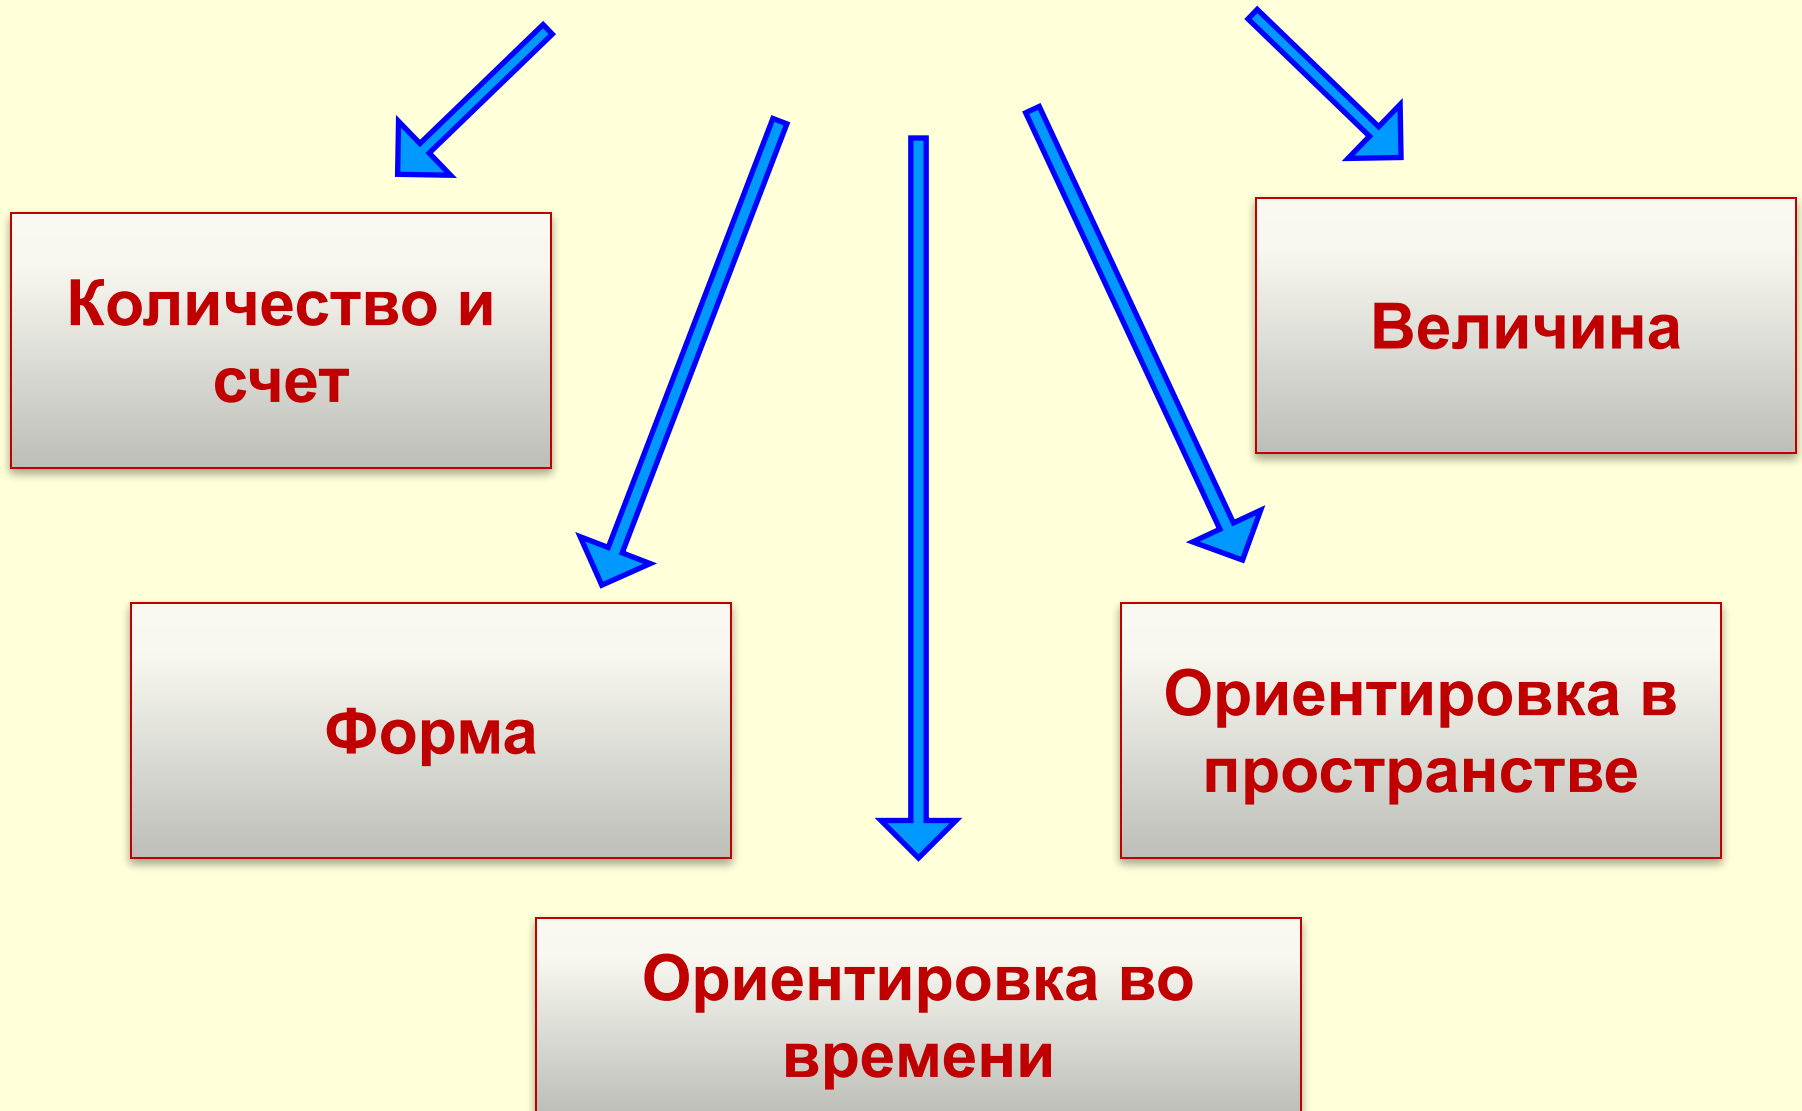 Количество и
счет
Величина
Форма
Ориентировка в
пространстве
Ориентировка во
времени